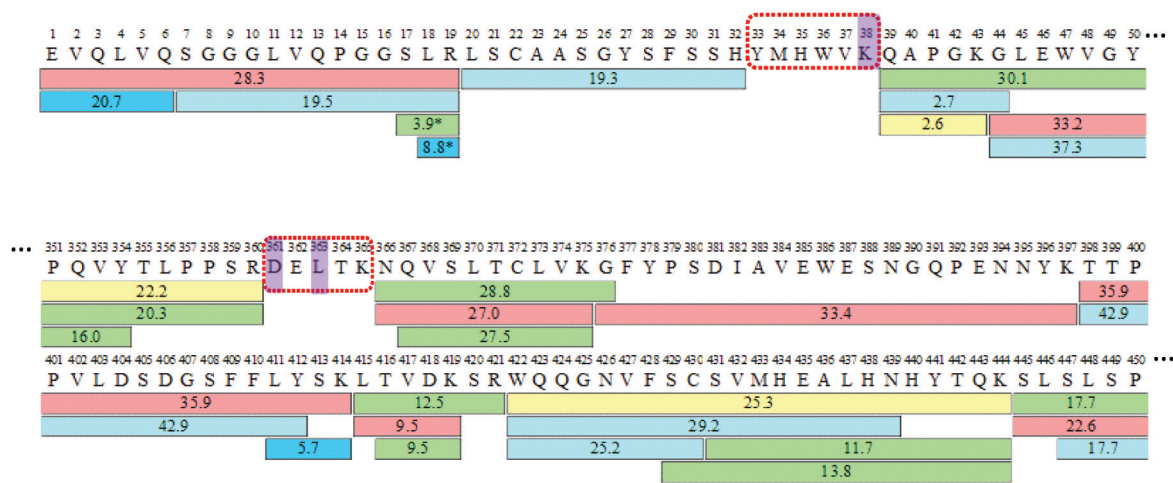 1 2 3 4 5 6 7 8 9 10 11 12 13 14 15 16 17 18 19 20 21 22 23 24 25 26 27 28 29 30 31 32 33 34 35 36 37 38 39 40 41 42 43 44 45 46 47 48 49 50 ...
E V Q L V Q S G G G L V Q P G G S L R L S C A A S G Y S F S S H Y M H W V K Q A P G K G L E W V G Y
28.3 19.3 30.1
20.7 19.5 2.7
3.9* 2.6 33.2
8.8* 37.3
... 351 352 353 354 355 356 357 358 359 360 361 362 363 364 365 366 367 368 369 370 371 372 373 374 375 376 377 378 379 380 381 382 383 384 385 386 387 388 389 390 391 392 393 394 395 396 397 398 399 400
P Q V Y T L P P S R D E L T K N Q V S L T C L V K G F Y P S D I A V E W E S N G Q P E N N Y K T T P
22.2 28.8 35.9
20.3 27.0 33.4 42.9
16.0 27.5
401 402 403 404 405 406 407 408 409 410 411 412 413 414 415 416 417 418 419 420 421 422 423 424 425 426 427 428 429 430 431 432 433 434 435 436 437 438 439 440 441 442 443 444 445 446 447 448 449 450 ...
P V L D S D G S F F L Y S K L T V D K S R W Q Q G N V F S C S V M H E A L H N H Y T Q K S L S L S P
35.9 12.5 25.3 17.7
42.9 9.5 29.2 22.6
5.7 9.5 25.2 11.7 17.7
13.8